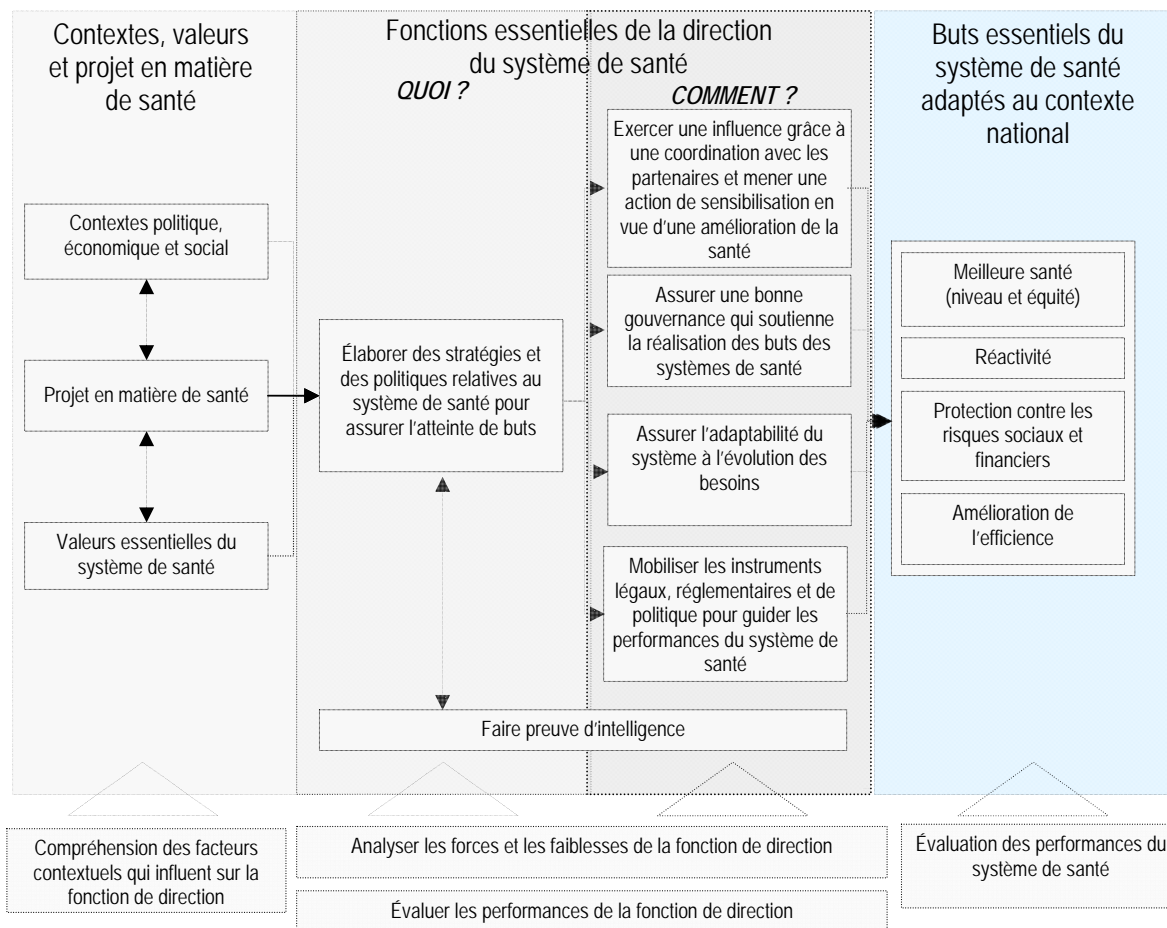 Contextes, valeurs
et projet en matière
de santé
Fonctions essentielles de la direction
du système de santé
QUOI ?
COMMENT ?
Buts essentiels du
système de santé
adaptés au contexte
national
Contextes politique,
économique et social
Projet en matière de santé
Valeurs essentielles du
système de santé
Élaborer des stratégies et
des politiques relatives au
système de santé pour
assurer l'atteinte de buts
Exercer une influence grâce à
une coordination avec les
partenaires et mener une
action de sensibilisation en
vue d'une amélioration de la
santé
Assurer une bonne
gouvernance qui soutienne
la réalisation des buts des
systèmes de santé
Assurer l'adaptabilité du
système à l'évolution des
besoins
Mobiliser les instruments
légaux, réglementaires et de
politique pour guider les
performances du système de
santé
Faire preuve d'intelligence
Meilleure santé
(niveau et équité)
Réactivité
Protection contre les
risques sociaux et
financiers
Amélioration de
l'efficience
Compréhension des facteurs
contextuels qui influent sur la
fonction de direction
Analyser les forces et les faiblesses de la fonction de direction
Évaluer les performances de la fonction de direction
Évaluation des performances du
système de santé